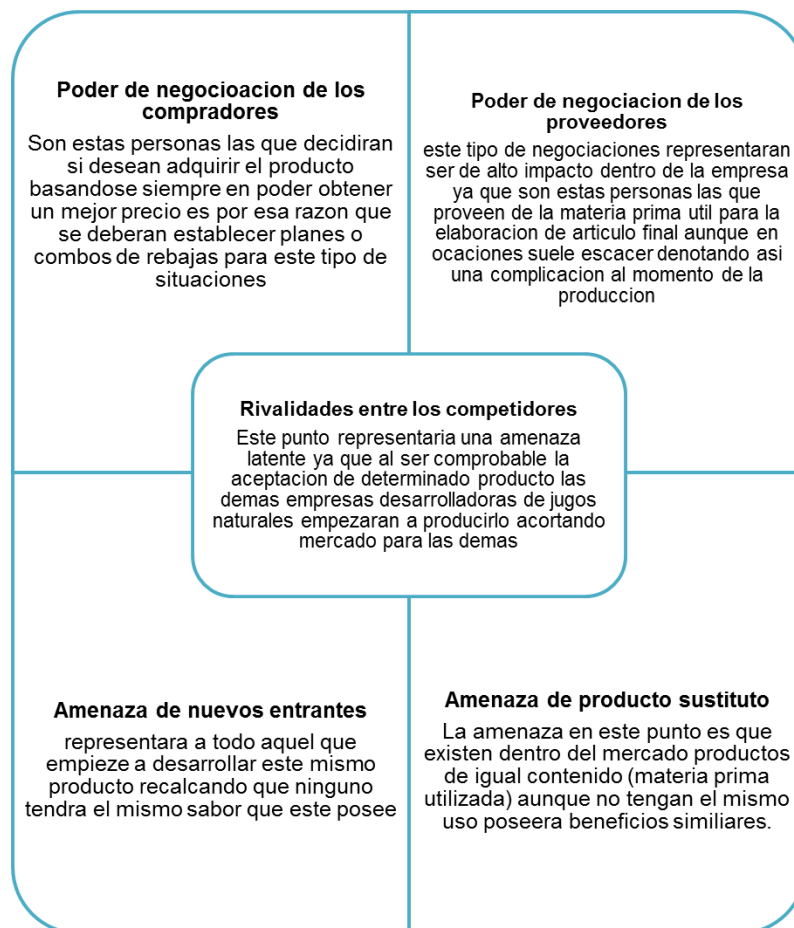 Poder de negocioacion de los
compradores
Son estas personas las que decidiran
si desean adquirir el producto
basandose siempre en poder obtener
un mejor precio es por esa razon que
se deberan establecer planes o
combos de rebajas para este tipo de
situaciones
Poder de negociacion de los
proveedores
este tipo de negociaciones representaran
ser de alto impacto dentro de la empresa
ya que son estas personas las que
proveen de la materia prima util para la
elaboracion de articulo final aunque en
ocaciones suele escacer denotando asi
una complicacion al momento de la
produccion
Rivalidades entre los competidores
Este punto representaria una amenaza
latente ya que al ser comprobable la
aceptacion de determinado producto las
demas empresas desarrolladoras de jugos
naturales empezaran a producirlo acortando
mercado para las demas
Amenaza de nuevos entrantes
representara a todo aquel que
empieze a desarrollar este mismo
producto recalcando que ninguno
tendra el mismo sabor que este posee
Amenaza de producto sustituto
La amenaza en este punto es que
existen dentro del mercado productos
de igual contenido (materia prima
utilizada) aunque no tengan el mismo
uso poseera beneficios similiares.